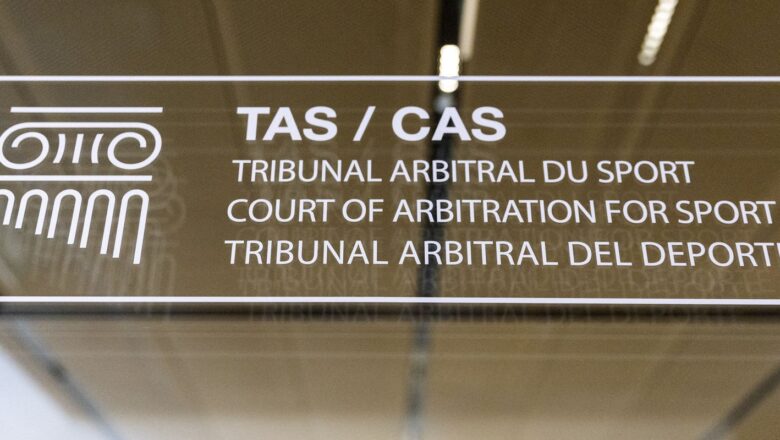 TAS / CAS
TRIBUNAL ARBITRAL DU SPORT
COURT OF ARBITRATION FOR SPORT
TRIBUNAL ARBITRAL DEL DEPORTE